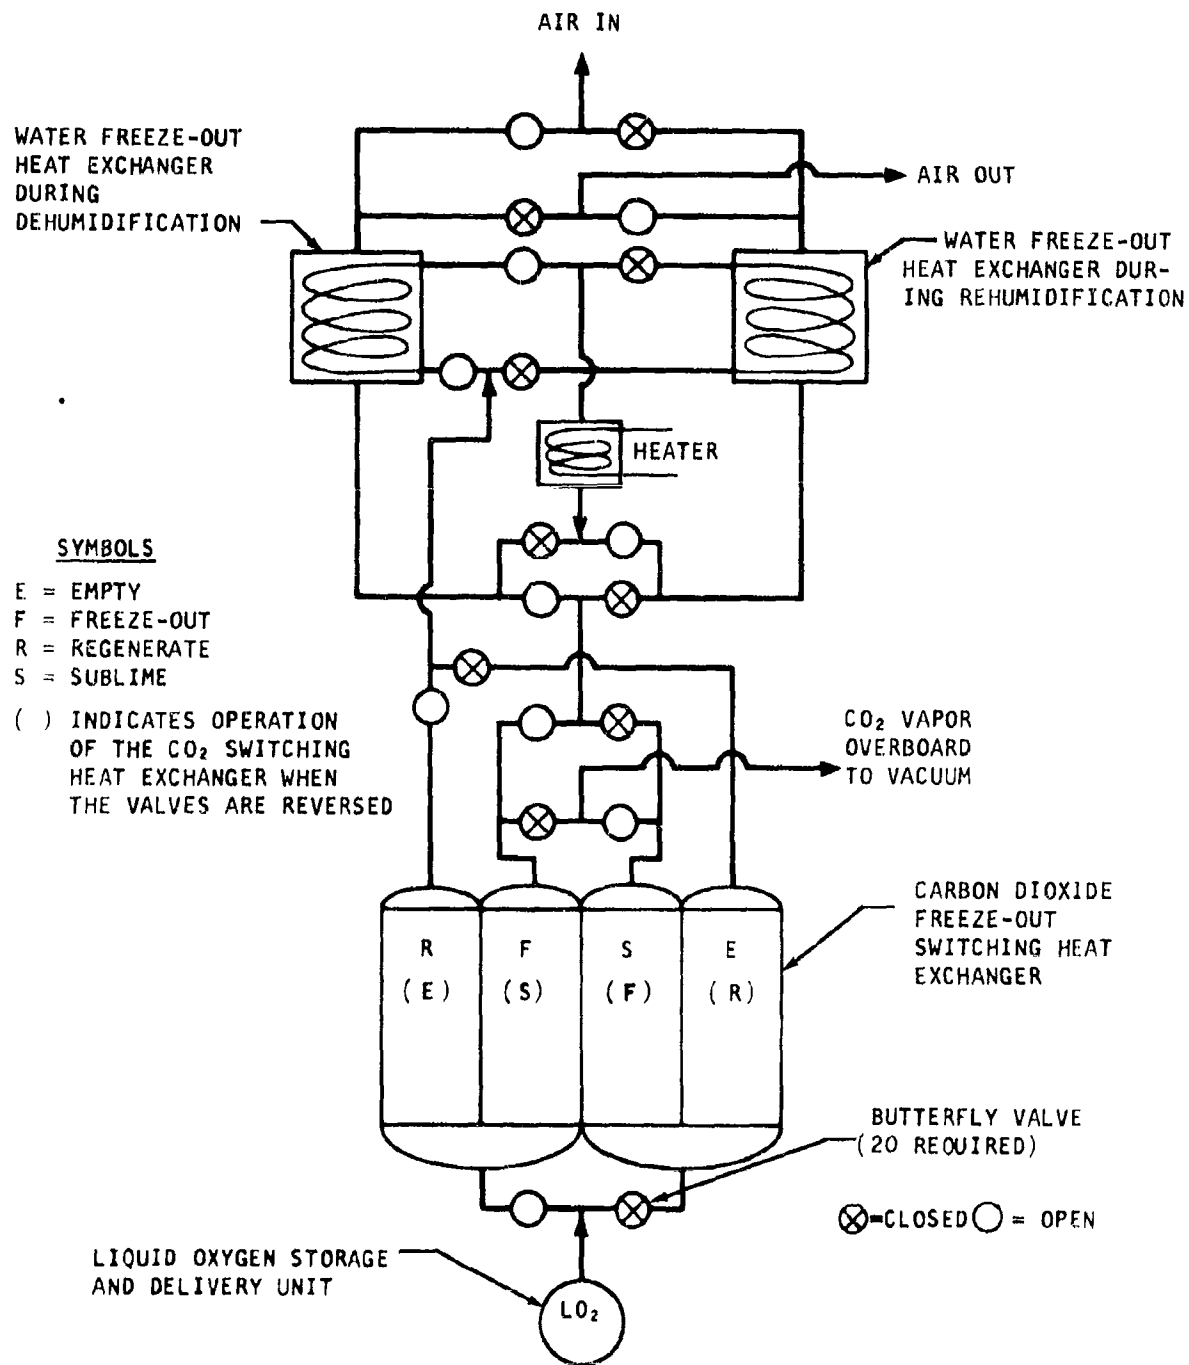 AIR IN
WATER FREEZE-OUT
HEAT EXCHANGER
DURING
DEHUMIDIFICATION
AIR OUT
WATER FREEZE-OUT
HEAT EXCHANGER DUR-
ING REHUMIDIFICATION
HEATER
SYMBOLS
E = EMPTY
F = FREEZE-OUT
R = REGENERATE
S = SUBLIME
( ) INDICATES OPERATION
OF THE CO₂ SWITCHING
HEAT EXCHANGER WHEN
THE VALVES ARE REVERSED
CO₂ VAPOR
OVERBOARD
TO VACUUM
CARBON DIOXIDE
FREEZE-OUT
SWITCHING HEAT
EXCHANGER
R F S E
(E) (S) (F) (R)
BUTTERFLY VALVE
(20 REQUIRED)
⊗=CLOSED ○ = OPEN
LIQUID OXYGEN STORAGE
AND DELIVERY UNIT
LO₂